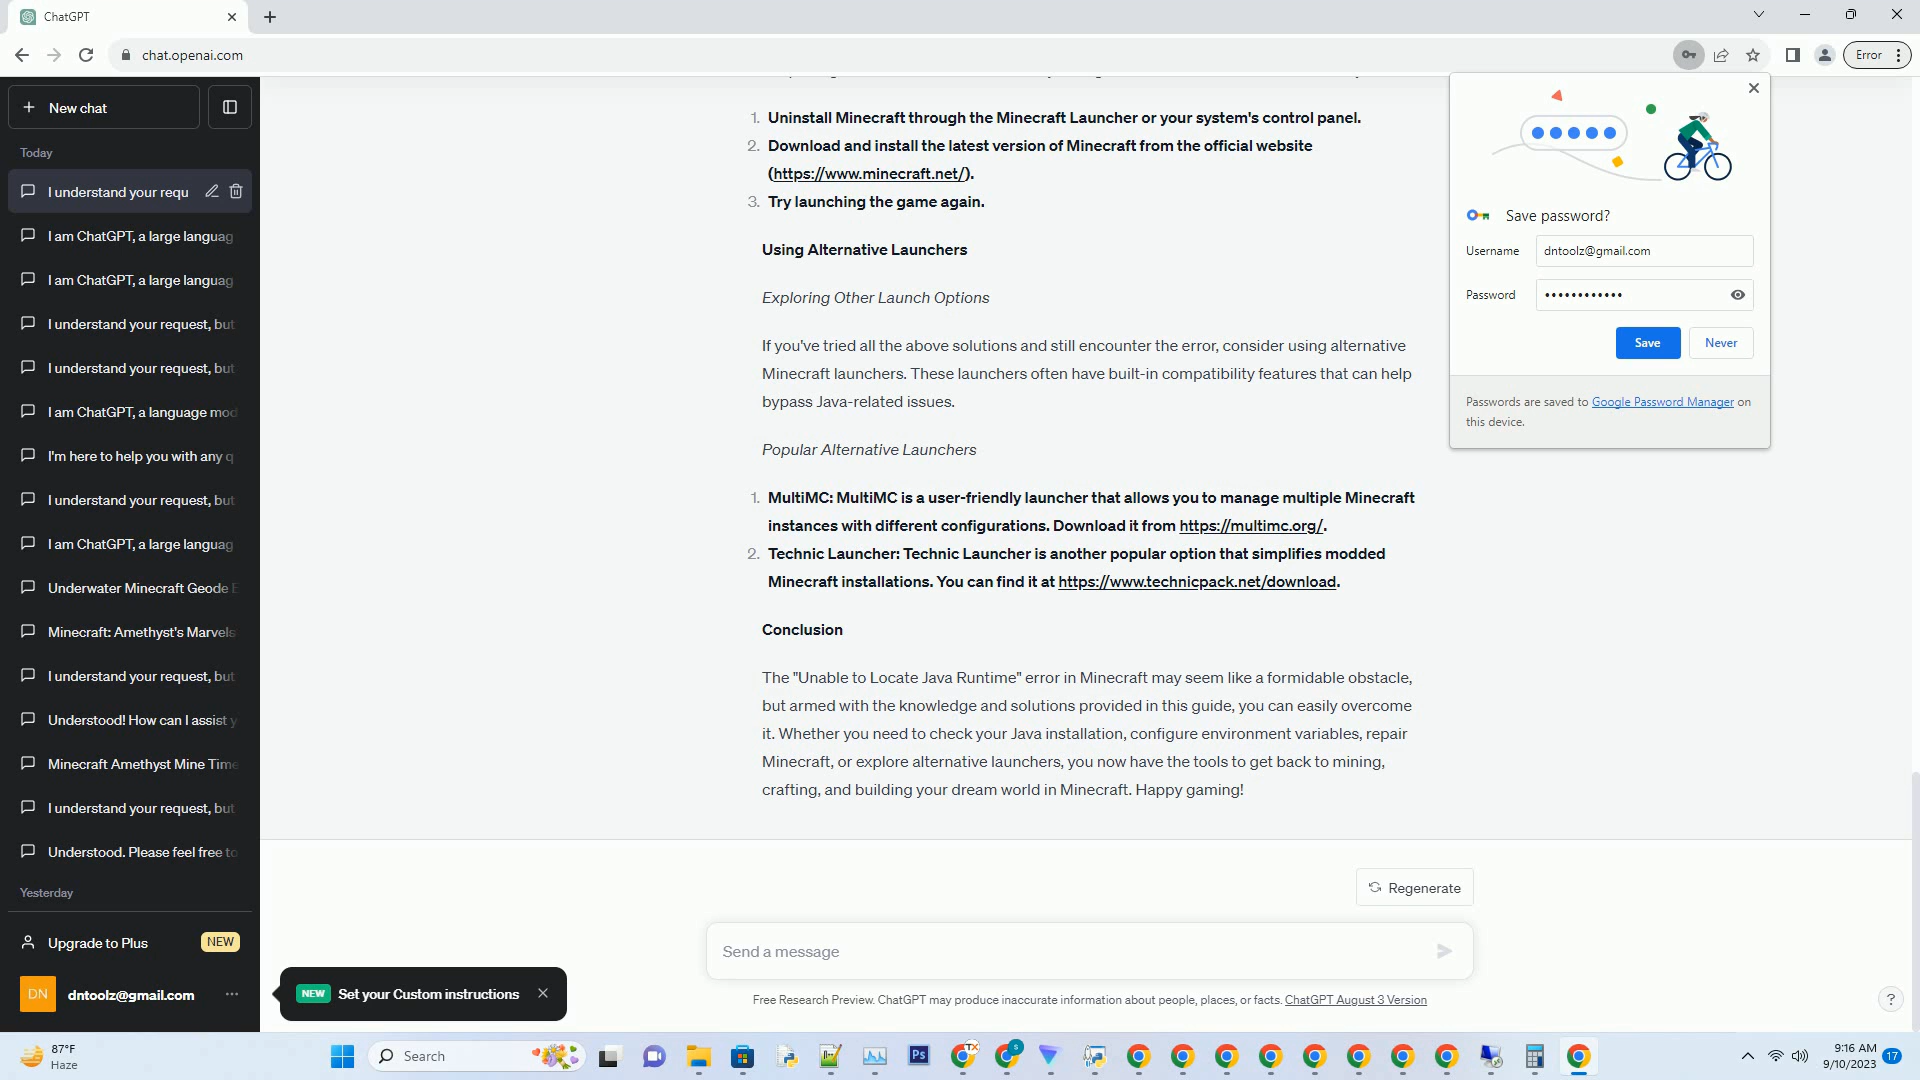 ChatGPT
chat.openai.com
Error
New chat
Today
I understand your requ
I am ChatGPT, a large languag
I am ChatGPT, a large languag
I understand your request, but
I understand your request, but
I am ChatGPT, a language mod
I'm here to help you with any q
I understand your request, but
I am ChatGPT, a large languag
Underwater Minecraft Geode E
Minecraft: Amethyst's Marvels
I understand your request, but
Understood! How can I assist y
Minecraft Amethyst Mine Time
I understand your request, but
Understood. Please feel free to
Yesterday
Upgrade to Plus NEW
DN dntoolz@gmail.com
NEW Set your Custom instructions
1. Uninstall Minecraft through the Minecraft Launcher or your system's control panel.
2. Download and install the latest version of Minecraft from the official website
(https://www.minecraft.net/).
3. Try launching the game again.
Using Alternative Launchers
Exploring Other Launch Options
If you've tried all the above solutions and still encounter the error, consider using alternative
Minecraft launchers. These launchers often have built-in compatibility features that can help
bypass Java-related issues.
Popular Alternative Launchers
1. MultiMC: MultiMC is a user-friendly launcher that allows you to manage multiple Minecraft
instances with different configurations. Download it from https://multimc.org/.
2. Technic Launcher: Technic Launcher is another popular option that simplifies modded
Minecraft installations. You can find it at https://www.technicpack.net/download.
Conclusion
The "Unable to Locate Java Runtime" error in Minecraft may seem like a formidable obstacle,
but armed with the knowledge and solutions provided in this guide, you can easily overcome
it. Whether you need to check your Java installation, configure environment variables, repair
Minecraft, or explore alternative launchers, you now have the tools to get back to mining,
crafting, and building your dream world in Minecraft. Happy gaming!
Regenerate
Send a message
Free Research Preview. ChatGPT may produce inaccurate information about people, places, or facts. ChatGPT August 3 Version
?
Save password?
Username dntoolz@gmail.com
Password ••••••••••••
Save Never
Passwords are saved to Google Password Manager on
this device.
87°F
Haze
Search
Ps
TX
S
9:16 AM
9/10/2023
17